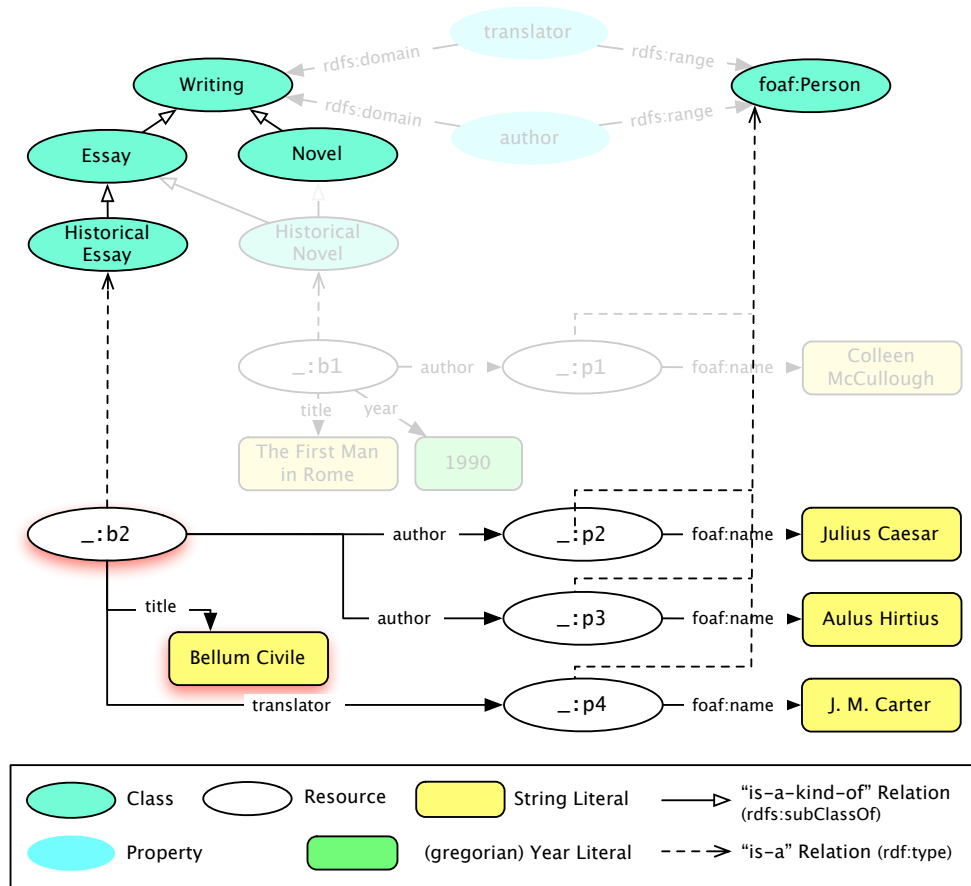 translator
rdfs:domain
rdfs:range
Writing
foaf:Person
rdfs:domain
rdfs:range
author
Essay
Novel
Historical
Essay
Historical
Novel
_:b1
author
_:p1
foaf:name
Colleen
McCullough
title
year
The First Man
in Rome
1990
_:b2
author
_:p2
foaf:name
Julius Caesar
title
author
_:p3
foaf:name
Aulus Hirtius
Bellum Civile
translator
_:p4
foaf:name
J. M. Carter
Class
Resource
String Literal
“is-a-kind-of” Relation
(rdfs:subClassOf)
Property
(gregorian) Year Literal
“is-a” Relation (rdf:type)